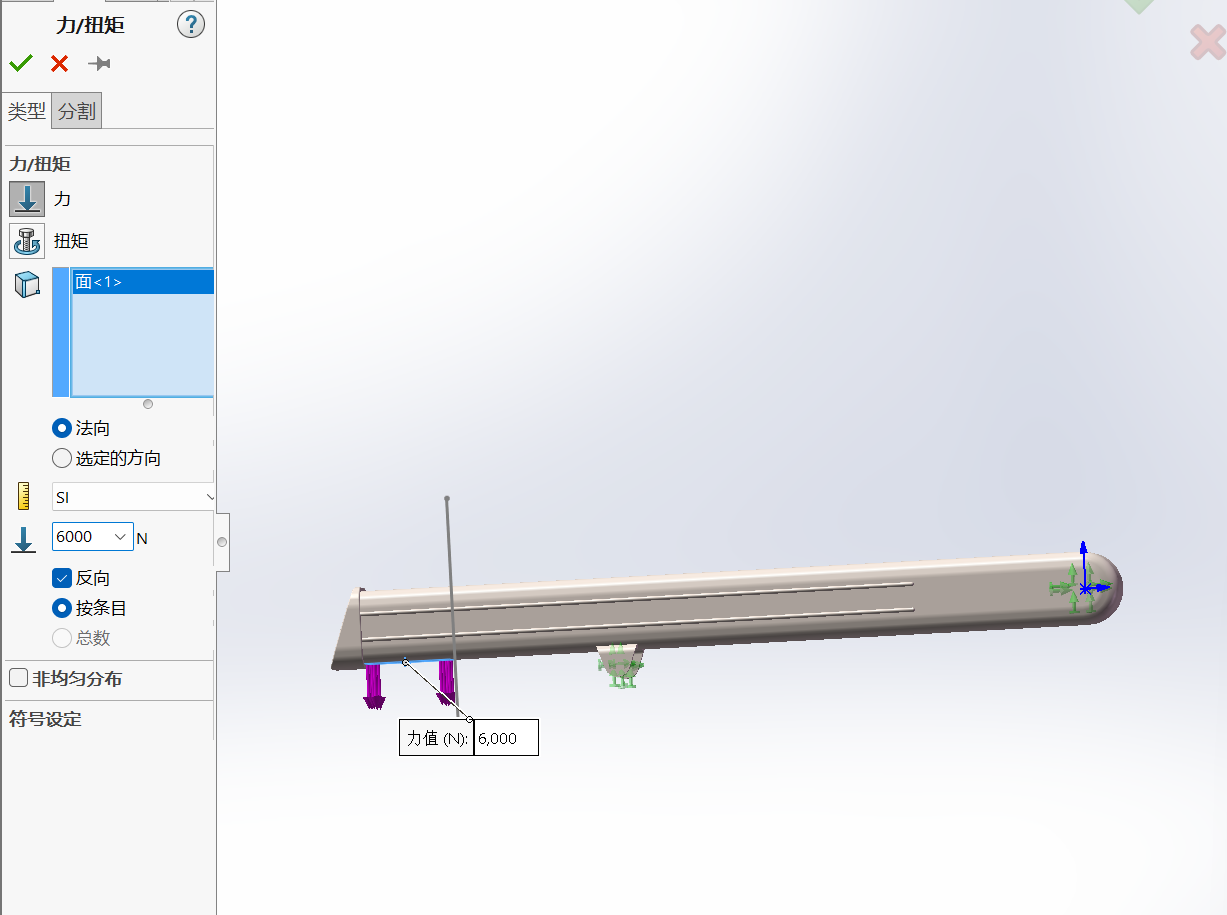 力/扭矩
?
类型 分割
力/扭矩
力
扭矩
面<1>
法向
选定的方向
SI
6000 N
反向
按条目
总数
非均匀分布
符号设定
力值 (N): 6,000